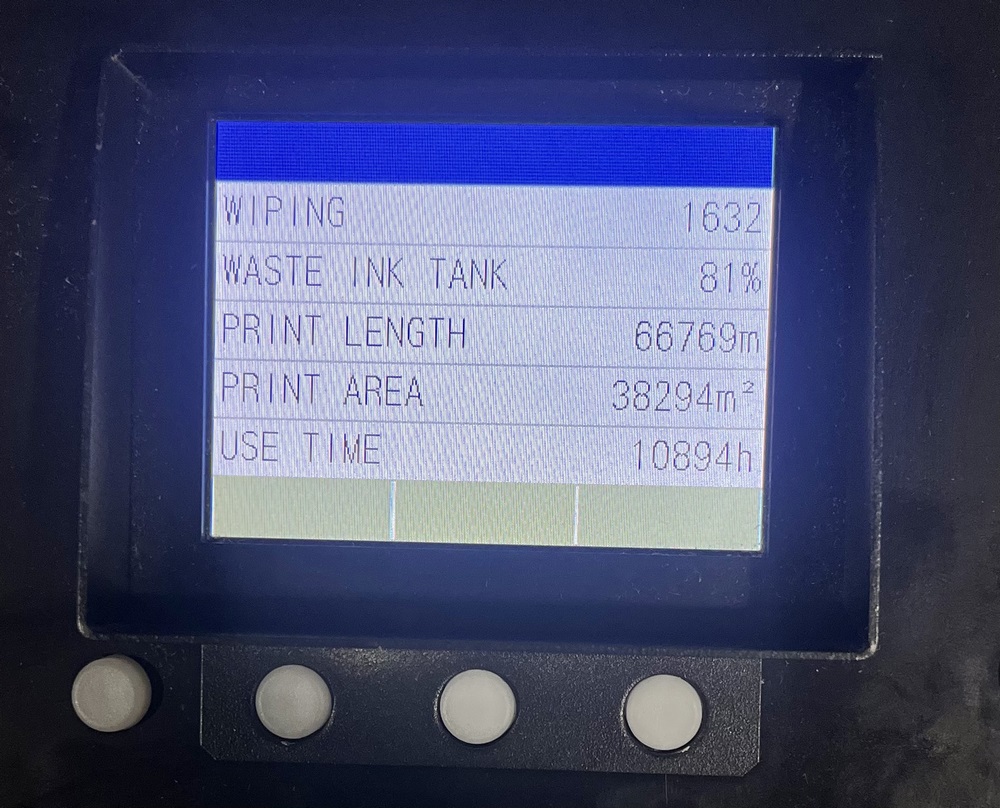 WIPING 1632
WASTE INK TANK 81%
PRINT LENGTH 66769m
PRINT AREA 38294m²
USE TIME 10894h